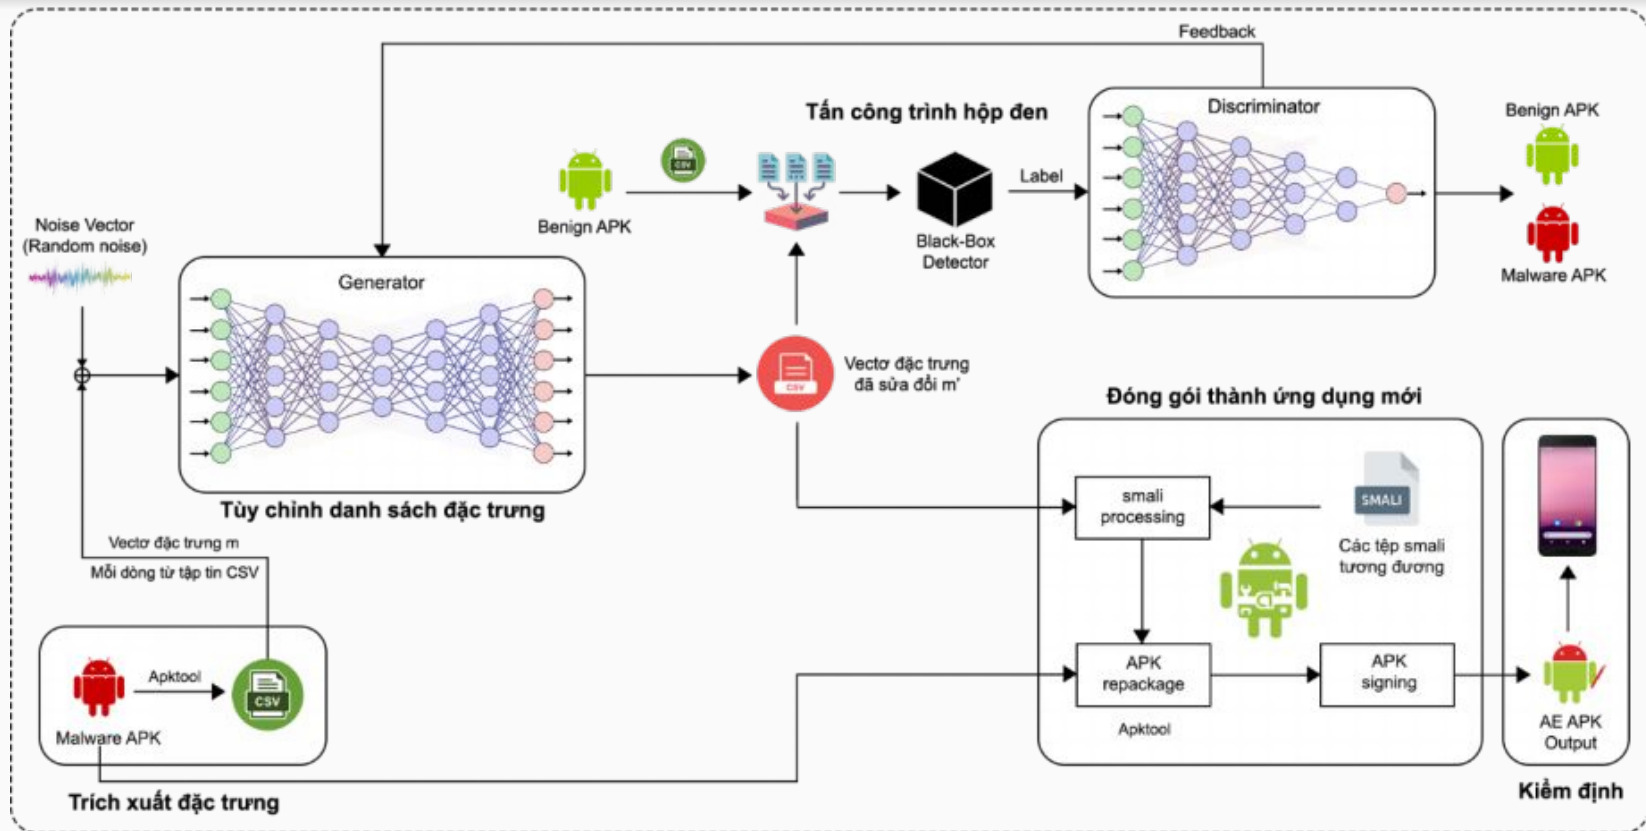 Feedback
Tấn công trình hộp đen
Discriminator
Benign APK
CSV
Benign APK
Label
Black-Box
Detector
Malware APK
Noise Vector
(Random noise)
Generator
CSV
Vectơ đặc trưng
đã sửa đổi m'
Tùy chỉnh danh sách đặc trưng
Đóng gói thành ứng dụng mới
smali
processing
SMALI
Các tệp smali
tương đương
Vectơ đặc trưng m
Mỗi dòng từ tập tin CSV
Apktool
CSV
Malware APK
APK
repackage
Apktool
APK
signing
AE APK
Output
Trích xuất đặc trưng
Kiểm định